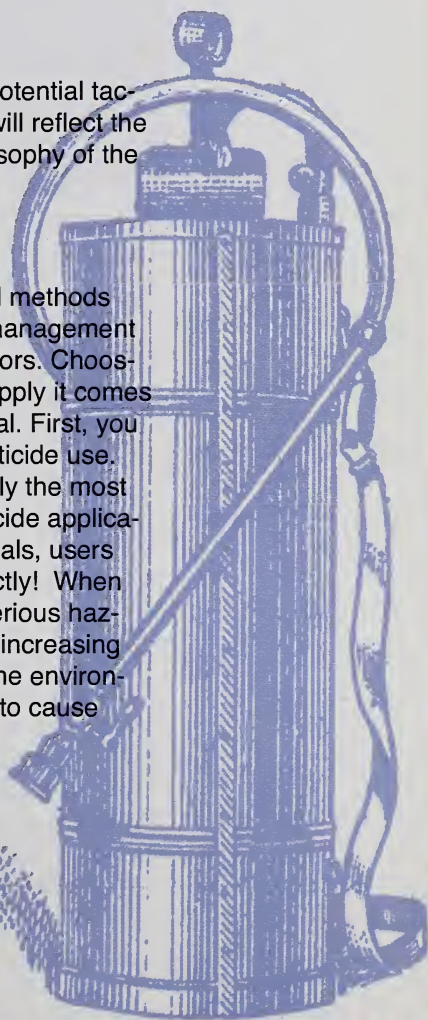 otential tac-
will reflect the
sophy of the
l methods
nanagement
ors. Choos-
pply it comes
al. First, you
ticide use.
ly the most
cide applica-
als, users
ctly! When
erious haz-
increasing
he environ-
to cause